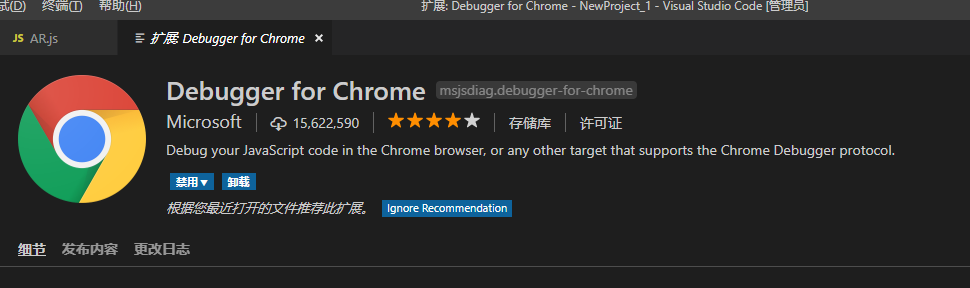 试(D) 终端(T) 帮助(H) 扩展: Debugger for Chrome - NewProject_1 - Visual Studio Code [管理员]
JS AR.js 扩展: Debugger for Chrome ×
Debugger for Chrome msjsdiag.debugger-for-chrome
Microsoft 15,622,590 存储库 许可证
Debug your JavaScript code in the Chrome browser, or any other target that supports the Chrome Debugger protocol.
禁用▼ 卸载
根据您最近打开的文件推荐此扩展。 Ignore Recommendation
细节 发布内容 更改日志